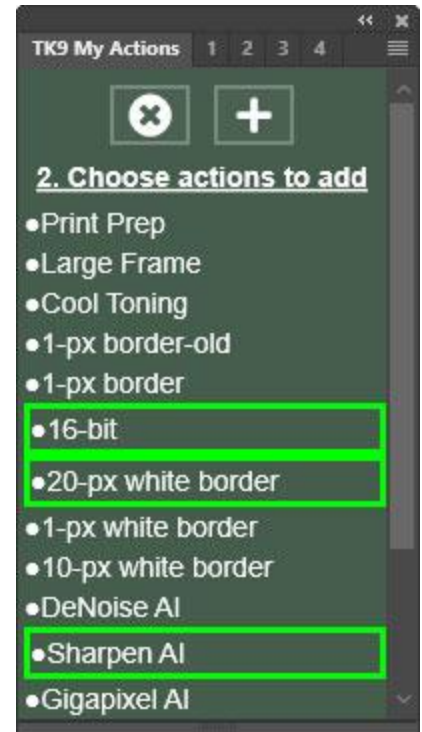 TK9 My Actions 1 2 3 4
2. Choose actions to add
●Print Prep
●Large Frame
●Cool Toning
●1-px border-old
●1-px border
●16-bit
●20-px white border
●1-px white border
●10-px white border
●DeNoise AI
●Sharpen AI
●Gigapixel AI